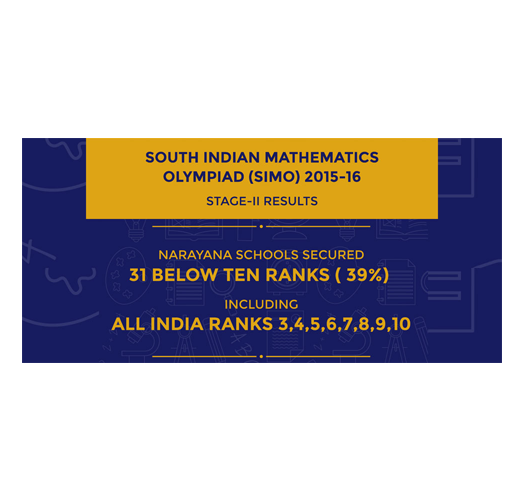 SOUTH INDIAN MATHEMATICS
OLYMPIAD (SIMO) 2015-16
STAGE-II RESULTS
NARAYANA SCHOOLS SECURED
31 BELOW TEN RANKS ( 39%)
INCLUDING
ALL INDIA RANKS 3,4,5,6,7,8,9,10